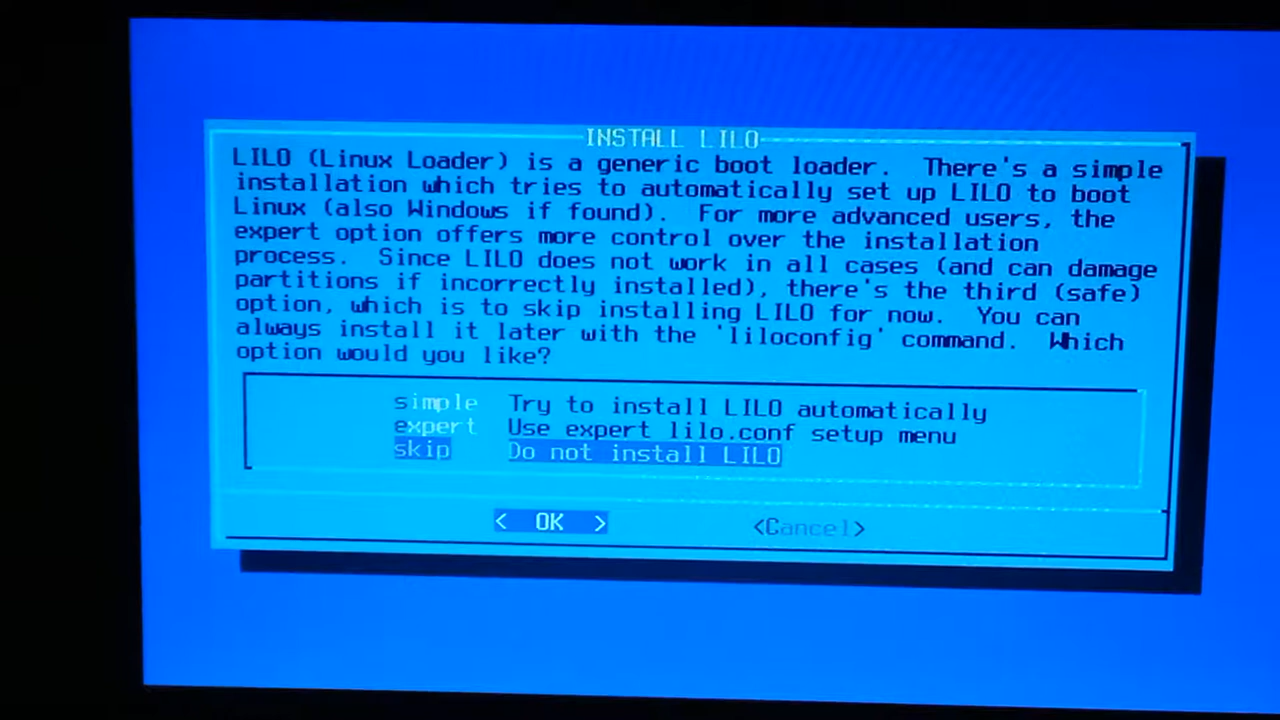 INSTALL LILO
LILO (Linux Loader) is a generic boot loader.  There's a simple
installation which tries to automatically set up LILO to boot
Linux (also Windows if found).  For more advanced users, the
expert option offers more control over the installation
process.  Since LILO does not work in all cases (and can damage
partitions if incorrectly installed), there's the third (safe)
option, which is to skip installing LILO for now.  You can
always install it later with the 'liloconfig' command.  Which
option would you like?
simple  Try to install LILO automatically
expert  Use expert lilo.conf setup menu
skip  Do not install LILO
<  OK  > <Cancel>